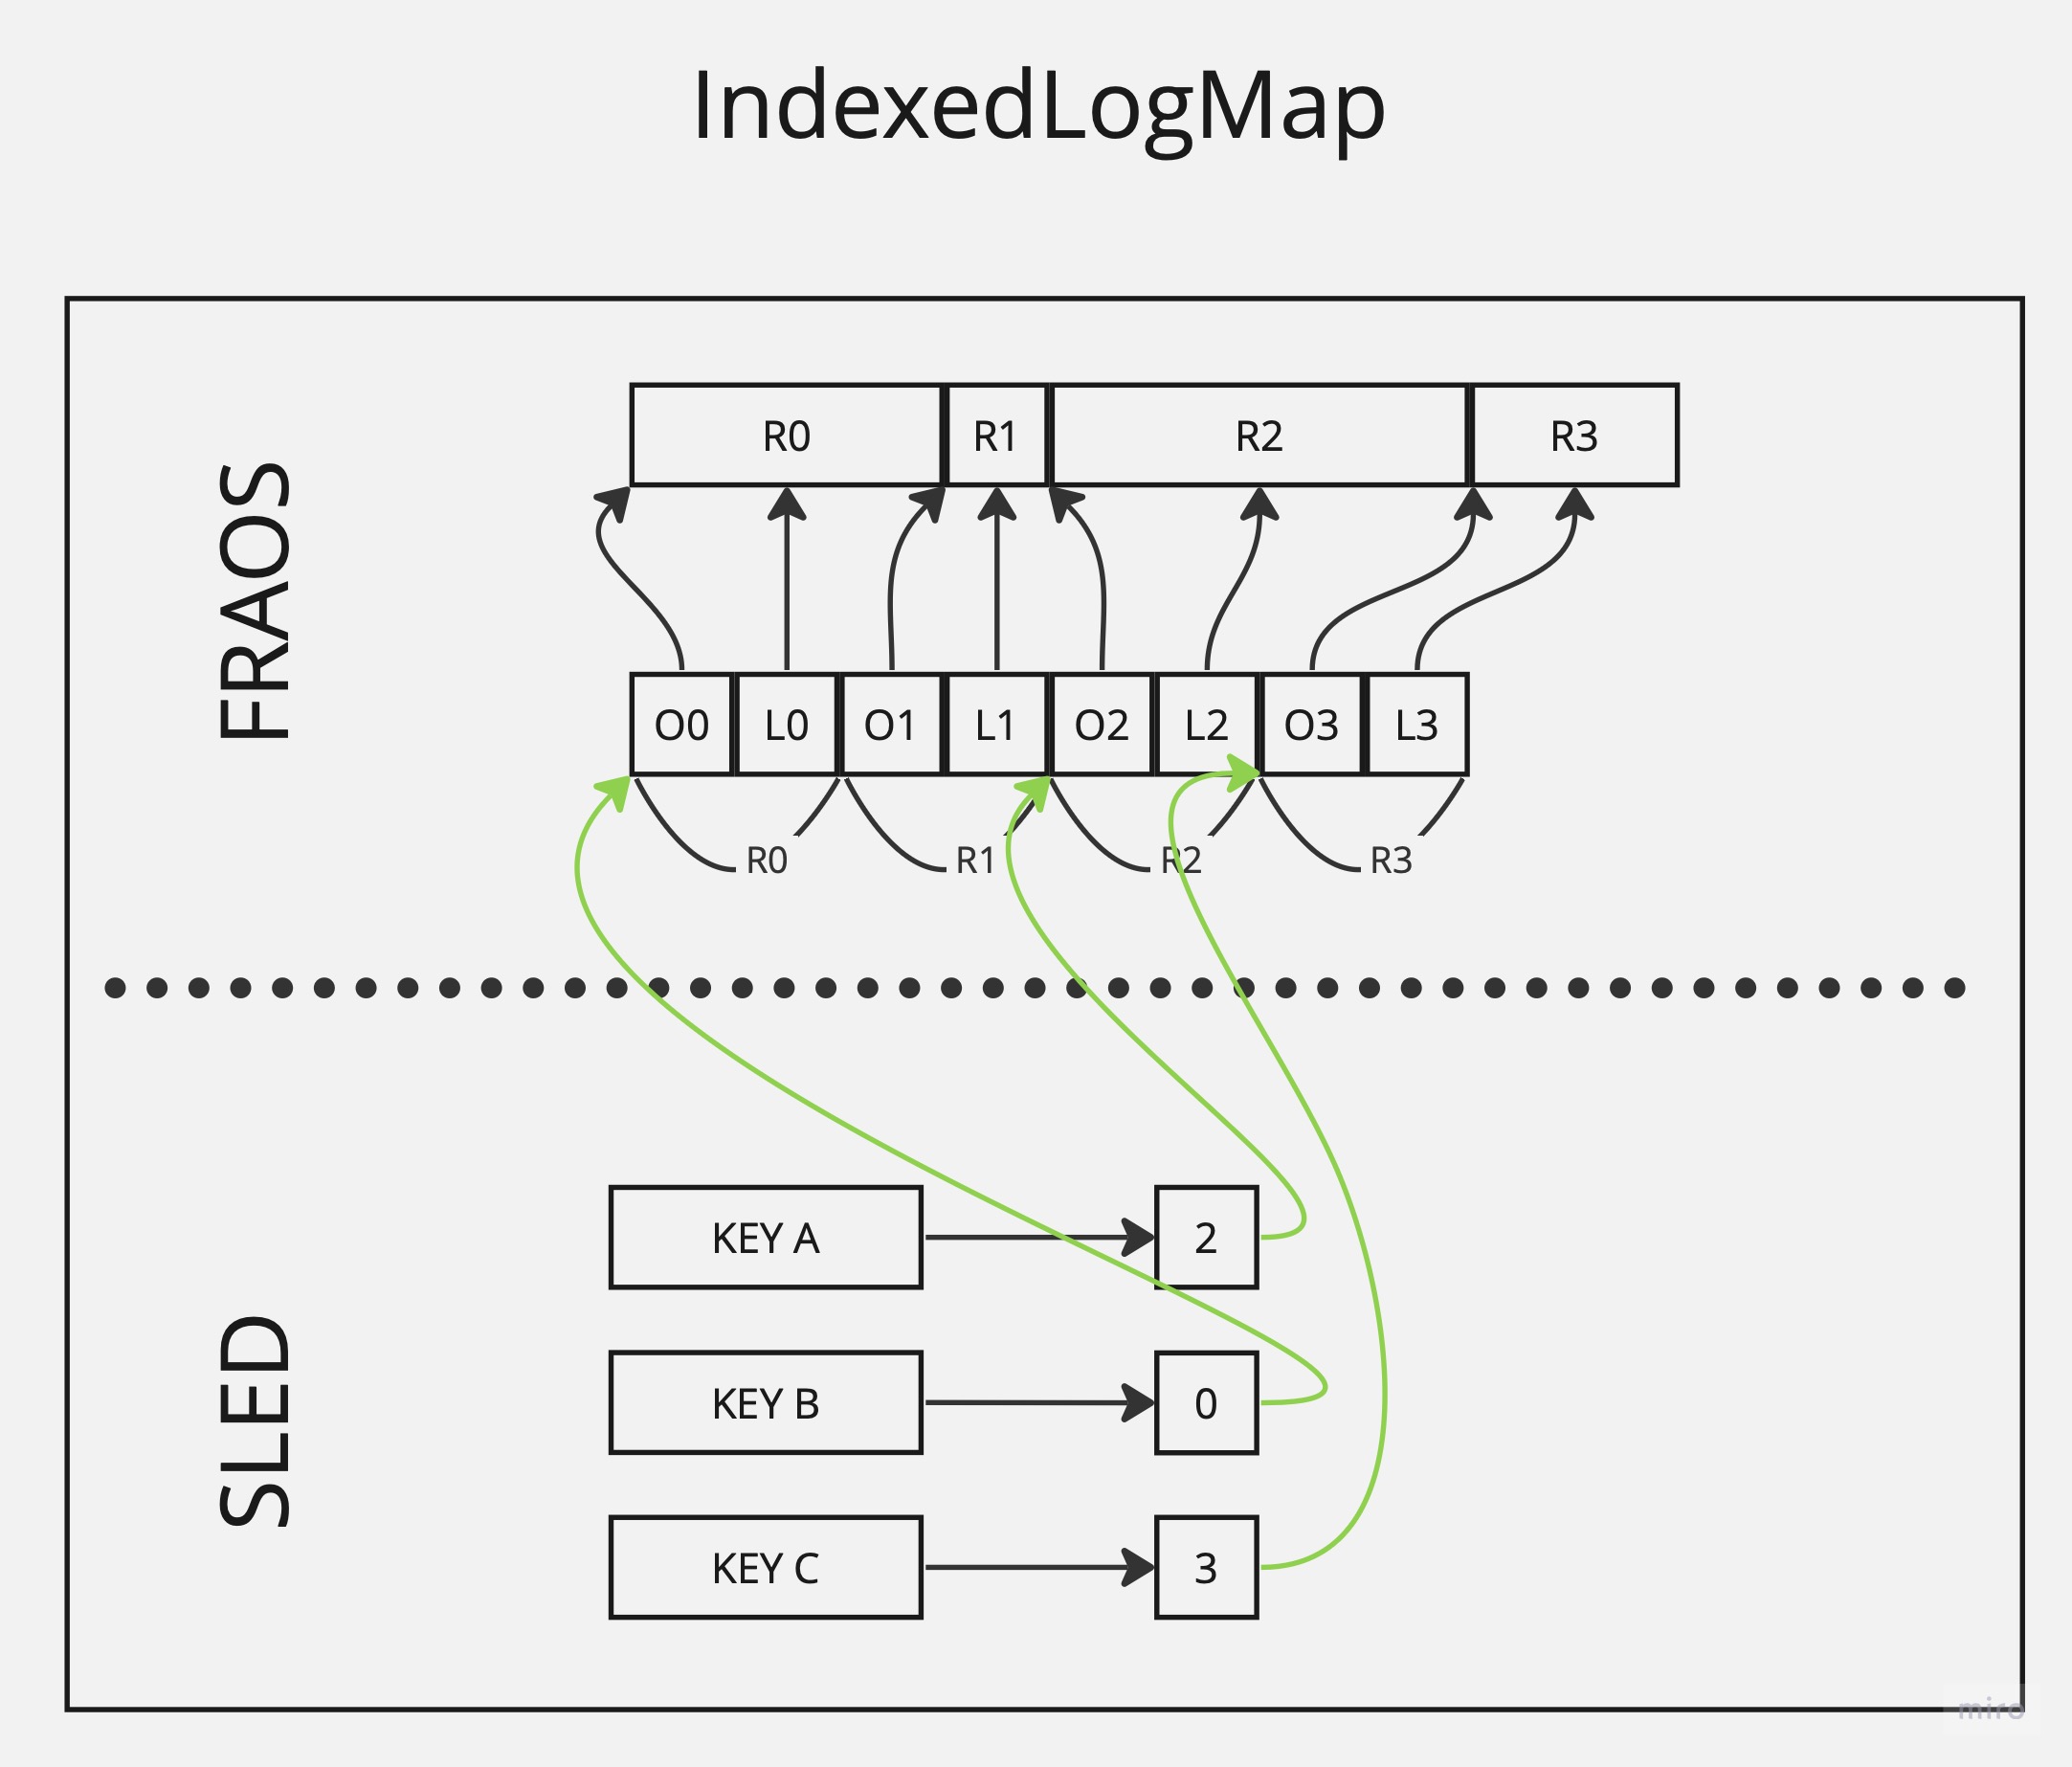 IndexedLogMap
FRAOS
R0 R1 R2 R3
O0 L0 O1 L1 O2 L2 O3 L3
R0 R1 R2 R3
SLED
KEY A 2
KEY B 0
KEY C 3
miro